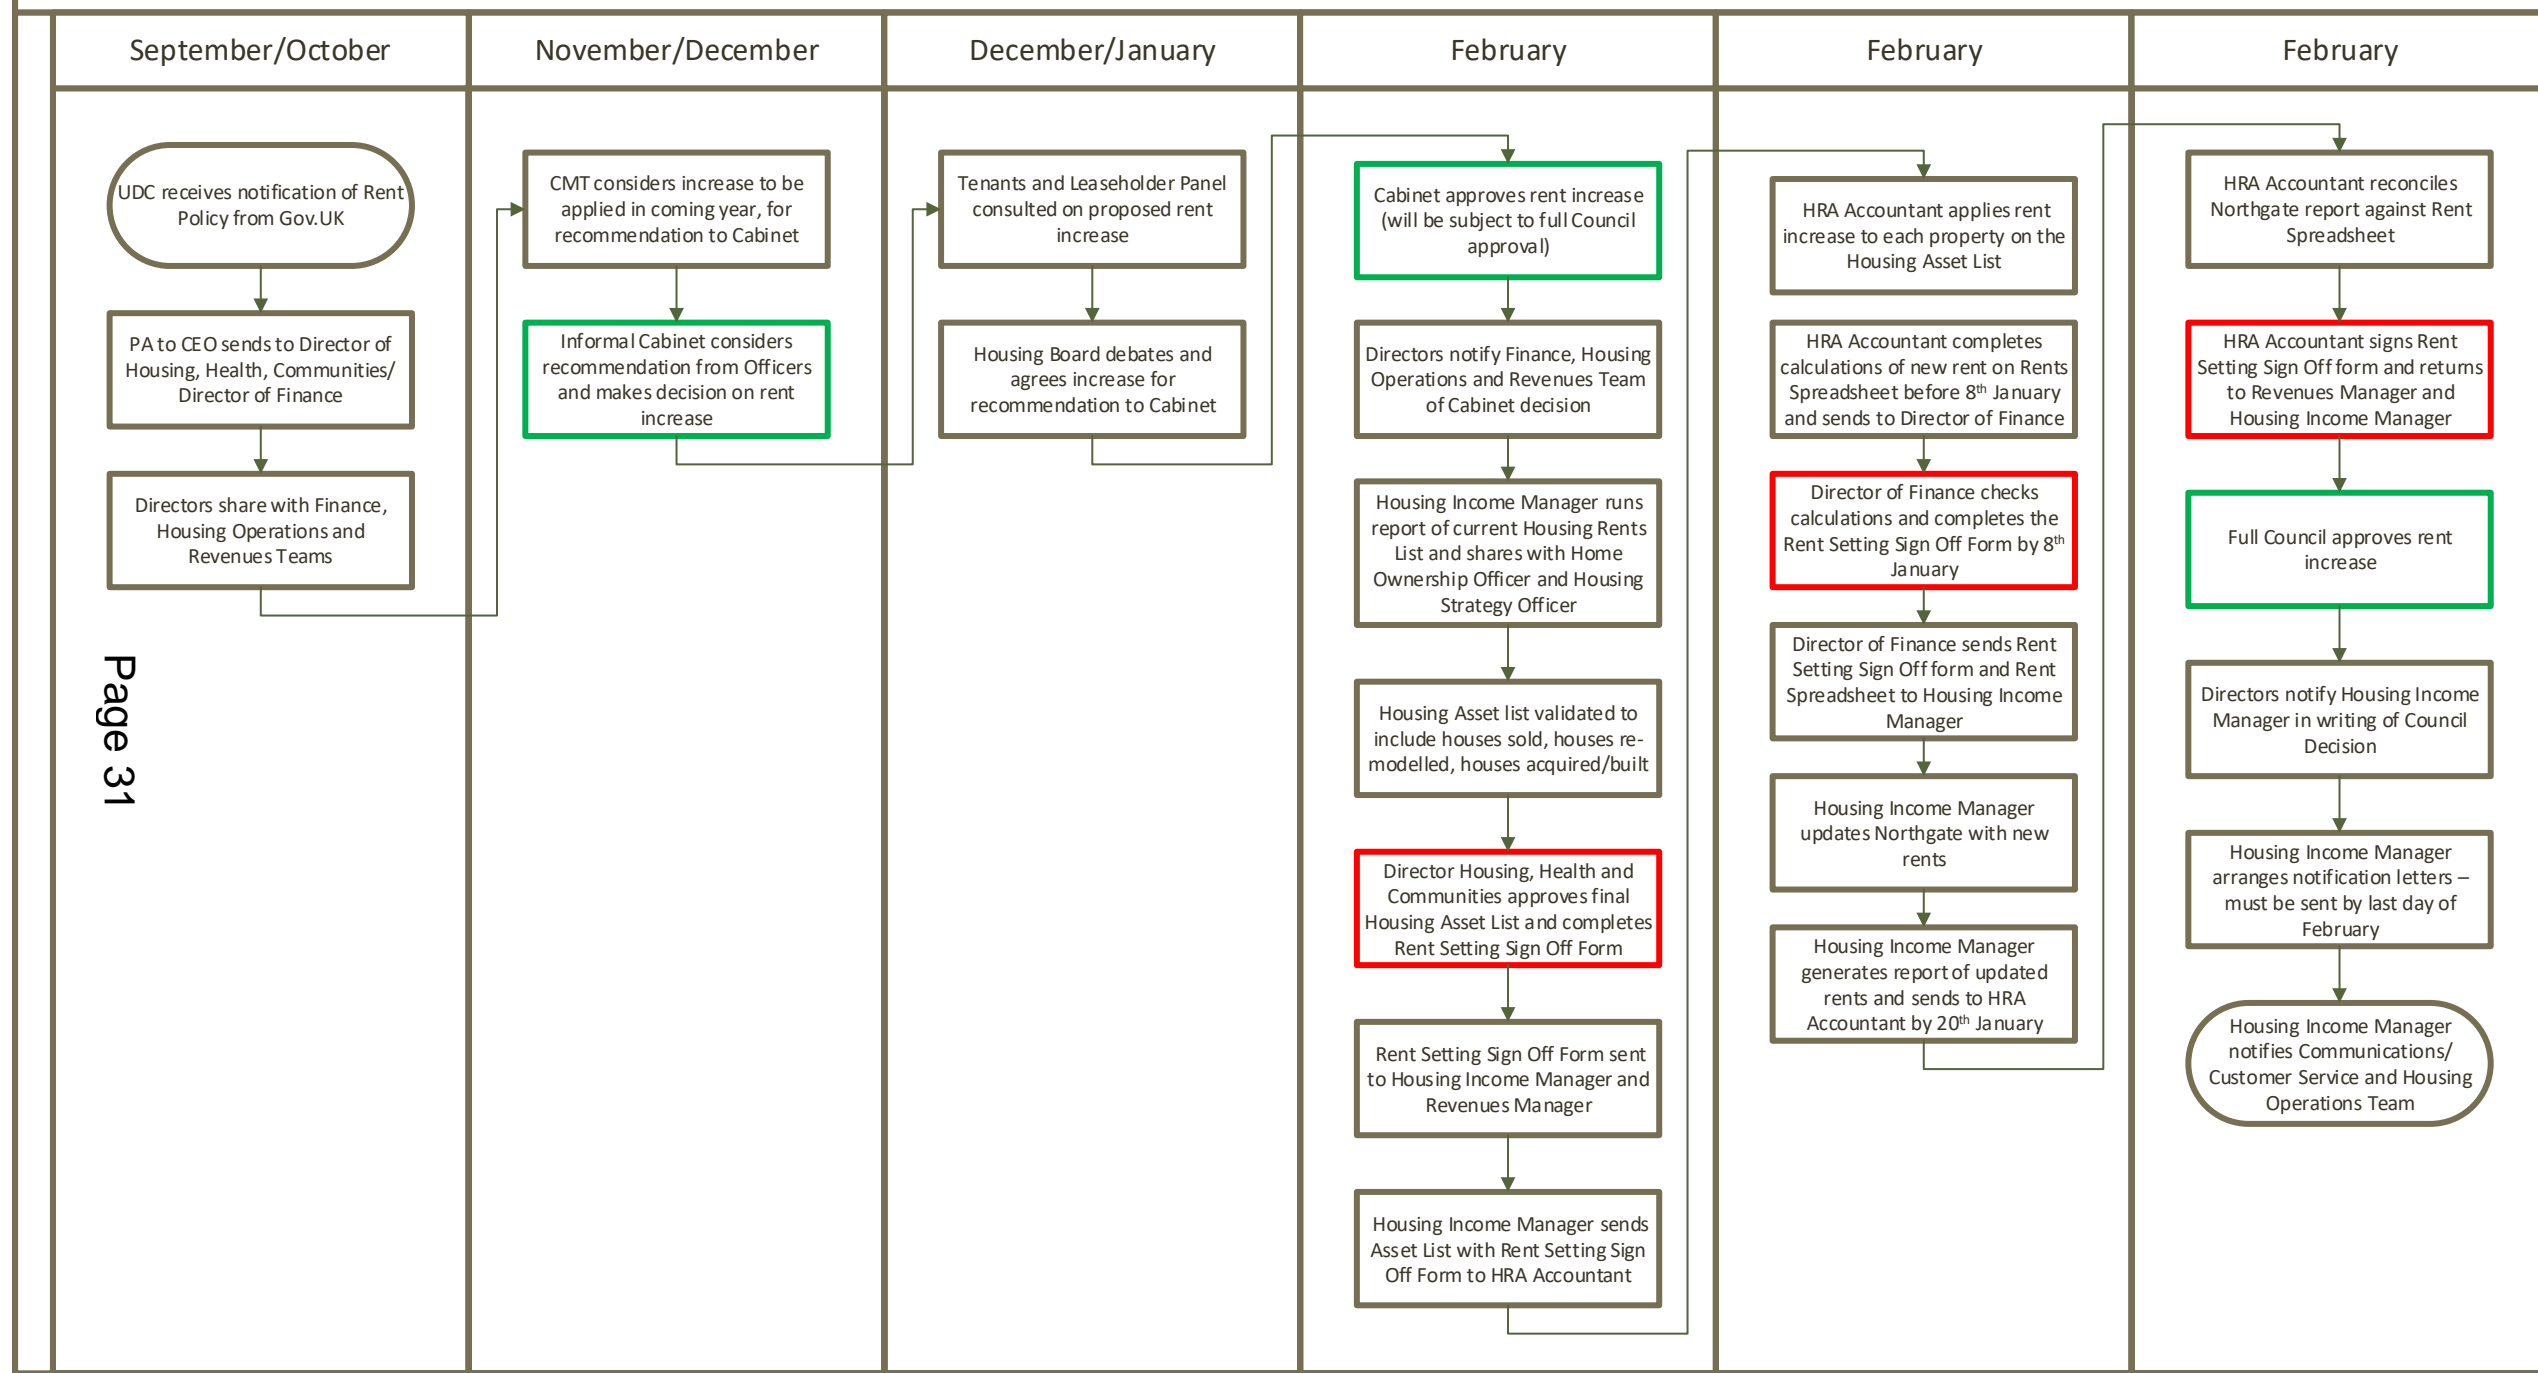 September/October
November/December
December/January
February
February
February
UDC receives notification of Rent
Policy from Gov.UK
PA to CEO sends to Director of
Housing, Health, Communities/
Director of Finance
Directors share with Finance,
Housing Operations and
Revenues Teams
Page 31
CMT considers increase to be
applied in coming year, for
recommendation to Cabinet
Informal Cabinet considers
recommendation from Officers
and makes decision on rent
increase
Tenants and Leaseholder Panel
consulted on proposed rent
increase
Housing Board debates and
agrees increase for
recommendation to Cabinet
Cabinet approves rent increase
(will be subject to full Council
approval)
Directors notify Finance, Housing
Operations and Revenues Team
of Cabinet decision
Housing Income Manager runs
report of current Housing Rents
List and shares with Home
Ownership Officer and Housing
Strategy Officer
Housing Asset list validated to
include houses sold, houses re-
modelled, houses acquired/built
Director Housing, Health and
Communities approves final
Housing Asset List and completes
Rent Setting Sign Off Form
Rent Setting Sign Off Form sent
to Housing Income Manager and
Revenues Manager
Housing Income Manager sends
Asset List with Rent Setting Sign
Off Form to HRA Accountant
HRA Accountant applies rent
increase to each property on the
Housing Asset List
HRA Accountant completes
calculations of new rent on Rents
Spreadsheet before 8th January
and sends to Director of Finance
Director of Finance checks
calculations and completes the
Rent Setting Sign Off Form by 8th
January
Director of Finance sends Rent
Setting Sign Off form and Rent
Spreadsheet to Housing Income
Manager
Housing Income Manager
updates Northgate with new
rents
Housing Income Manager
generates report of updated
rents and sends to HRA
Accountant by 20th January
HRA Accountant reconciles
Northgate report against Rent
Spreadsheet
HRA Accountant signs Rent
Setting Sign Off form and returns
to Revenues Manager and
Housing Income Manager
Full Council approves rent
increase
Directors notify Housing Income
Manager in writing of Council
Decision
Housing Income Manager
arranges notification letters –
must be sent by last day of
February
Housing Income Manager
notifies Communications/
Customer Service and Housing
Operations Team